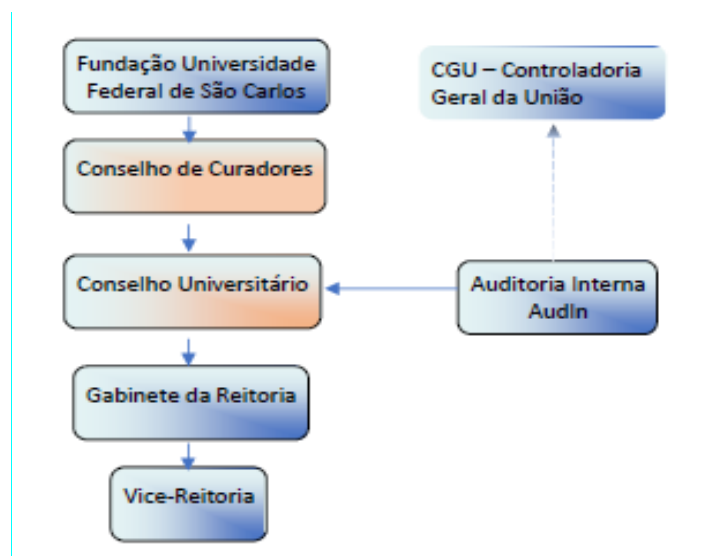 Fundação Universidade
Federal de São Carlos
CGU – Controladoria
Geral da União
Conselho de Curadores
Conselho Universitário
Auditoria Interna
AudIn
Gabinete da Reitoria
Vice-Reitoria